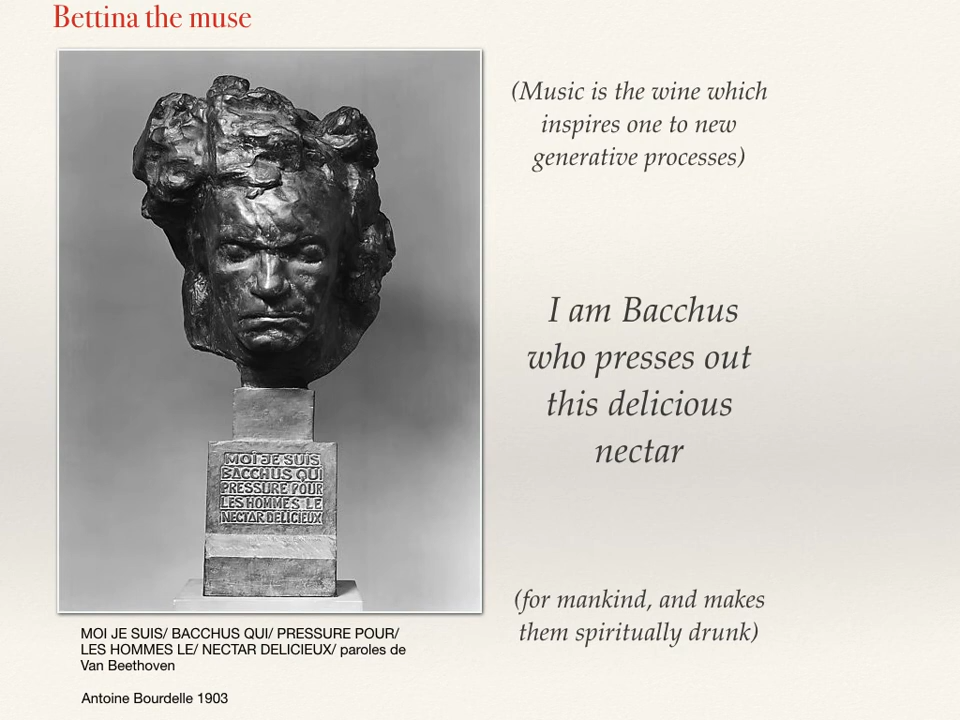 Bettina the muse
(Music is the wine which
inspires one to new
generative processes)
I am Bacchus
who presses out
this delicious
nectar
(for mankind, and makes
them spiritually drunk)
MOI JE SUIS
BACCHUS QUI
PRESSURE POUR
LES HOMMES LE
NECTAR DELICIEUX
MOI JE SUIS/ BACCHUS QUI/ PRESSURE POUR/
LES HOMMES LE/ NECTAR DELICIEUX/ paroles de
Van Beethoven
Antoine Bourdelle 1903